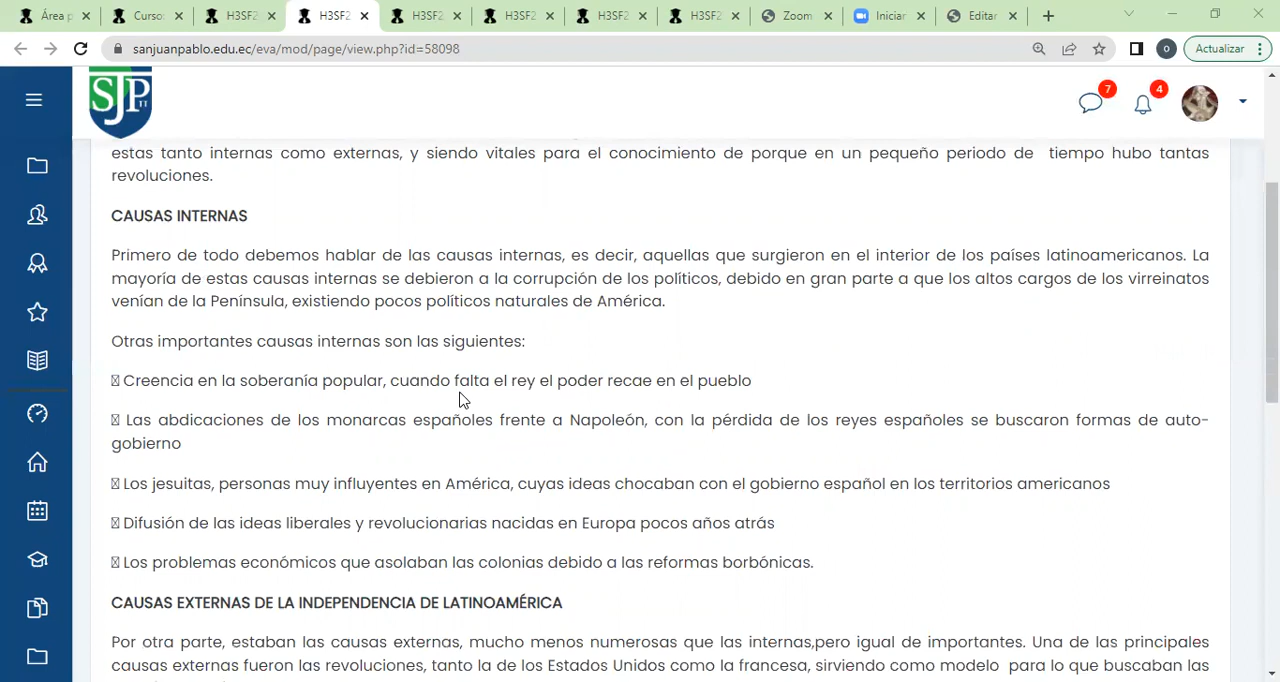 Área p
Curso:
H3SF2
H3SF2
H3SF2
H3SF2
H3SF2
H3SF2
Zoom
Iniciar
Editar
sanjuanpablo.edu.ec/eva/mod/page/view.php?id=58098
O
Actualizar
SJP
II
7
4
estas tanto internas como externas, y siendo vitales para el conocimiento de porque en un pequeño periodo de tiempo hubo tantas
revoluciones.
CAUSAS INTERNAS
Primero de todo debemos hablar de las causas internas, es decir, aquellas que surgieron en el interior de los países latinoamericanos. La
mayoría de estas causas internas se debieron a la corrupción de los políticos, debido en gran parte a que los altos cargos de los virreinatos
venían de la Península, existiendo pocos políticos naturales de América.
Otras importantes causas internas son las siguientes:
Creencia en la soberanía popular, cuando falta el rey el poder recae en el pueblo
Las abdicaciones de los monarcas españoles frente a Napoleón, con la pérdida de los reyes españoles se buscaron formas de auto-
gobierno
Los jesuitas, personas muy influyentes en América, cuyas ideas chocaban con el gobierno español en los territorios americanos
Difusión de las ideas liberales y revolucionarias nacidas en Europa pocos años atrás
Los problemas económicos que asolaban las colonias debido a las reformas borbónicas.
CAUSAS EXTERNAS DE LA INDEPENDENCIA DE LATINOAMÉRICA
Por otra parte, estaban las causas externas, mucho menos numerosas que las internas,pero igual de importantes. Una de las principales
causas externas fueron las revoluciones, tanto la de los Estados Unidos como la francesa, sirviendo como modelo para lo que buscaban las